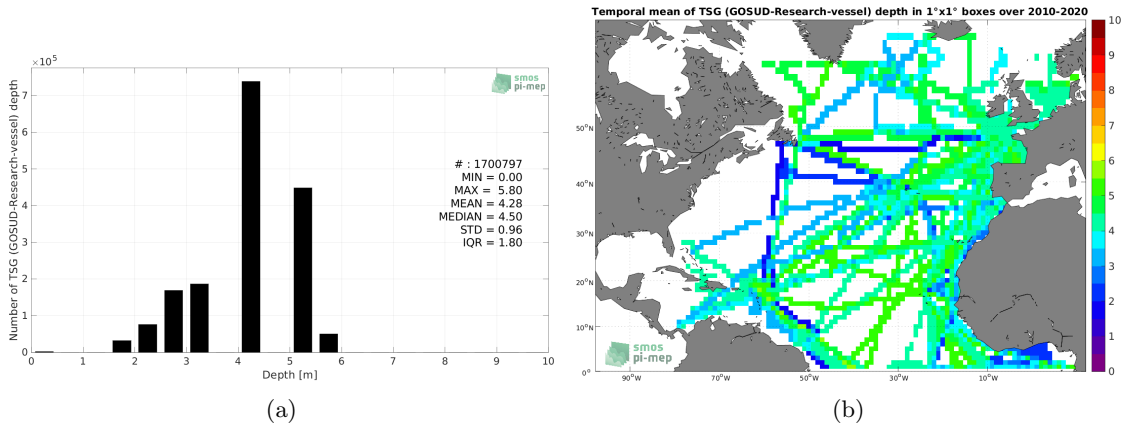 ×10^5
Number of TSG (GOSUD-Research-vessel) depth
7
6
5
4
3
2
1
0
smos
pi-mep
# : 1700797
MIN = 0.00
MAX = 5.80
MEAN = 4.28
MEDIAN = 4.50
STD = 0.96
IQR = 1.80
0 1 2 3 4 5 6 7 8 9 10
Depth [m]
(a)
Temporal mean of TSG (GOSUD-Research-vessel) depth in 1°x1° boxes over 2010-2020
50°N
40°N
30°N
20°N
10°N
0°
90°W 70°W 50°W 30°W 10°W
smos
pi-mep
10
9
8
7
6
5
4
3
2
1
0
(b)